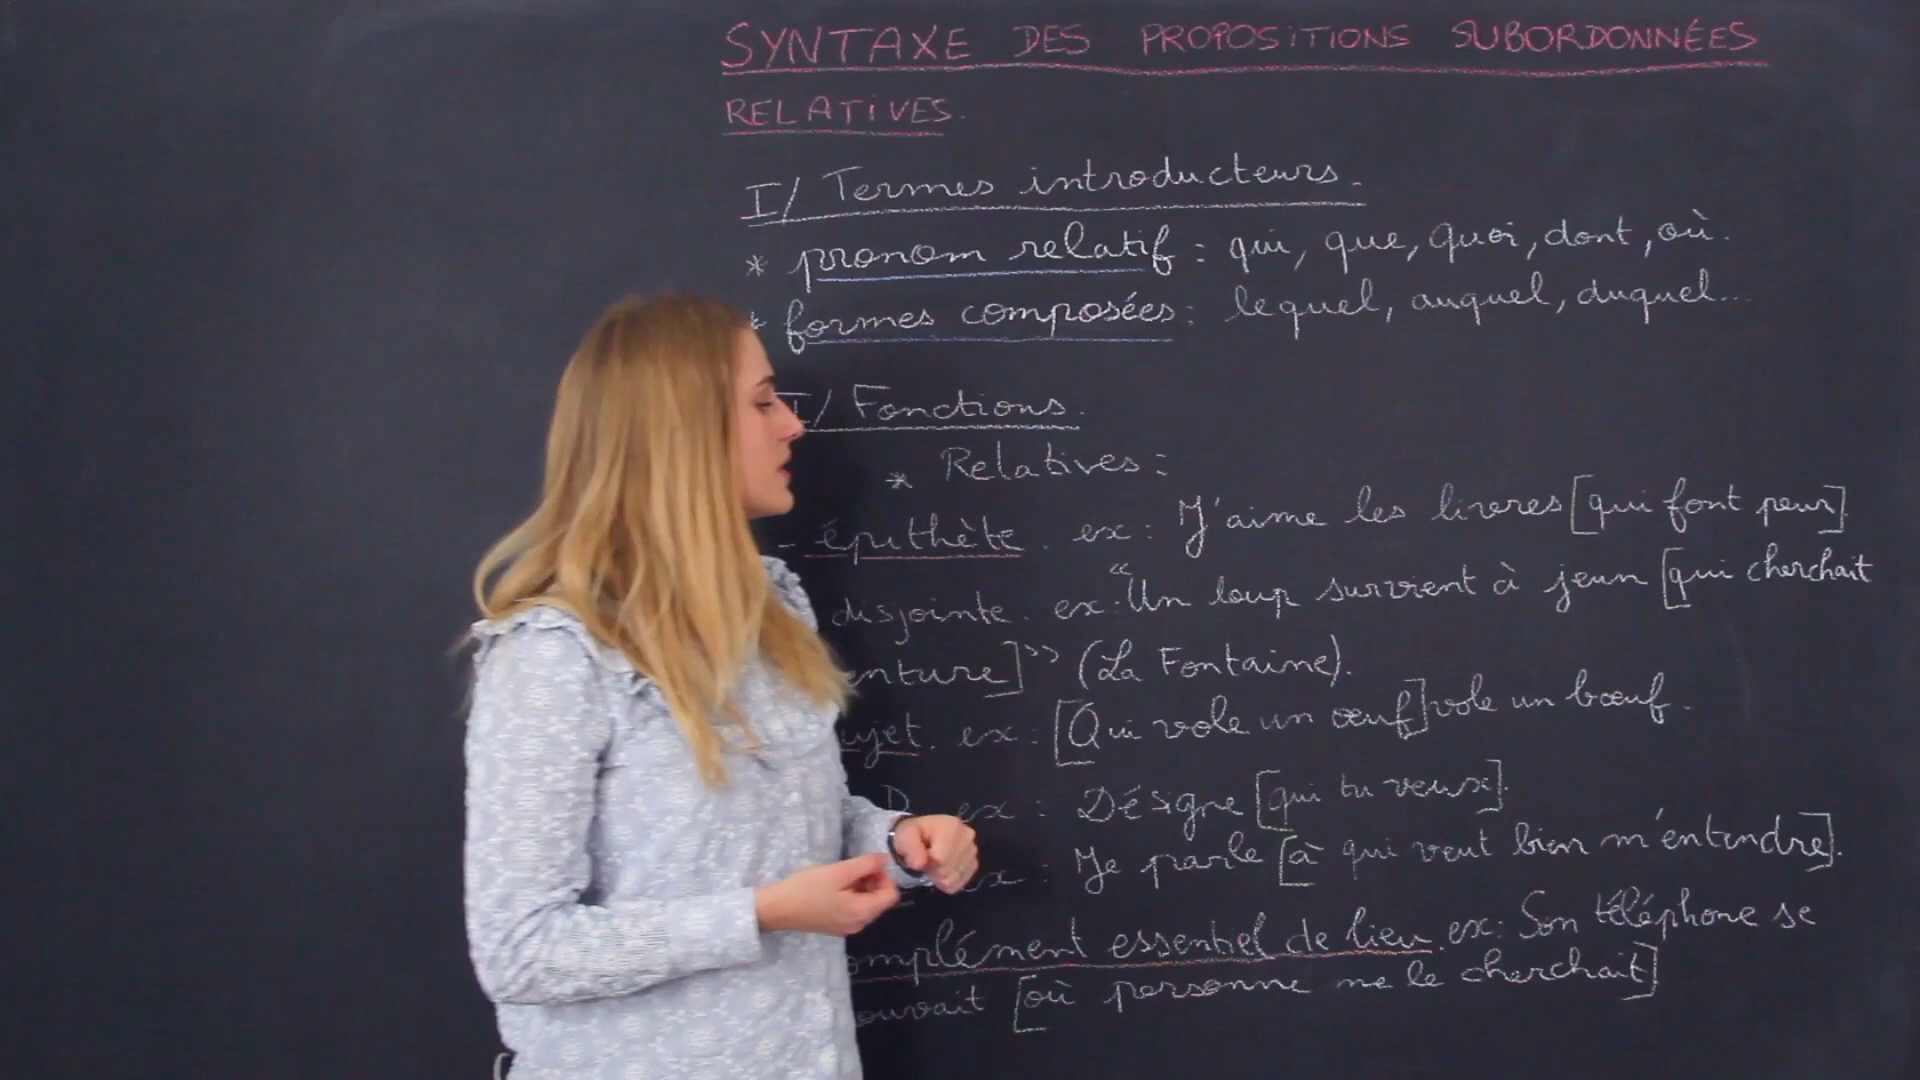 SYNTAXE DES PROPOSITIONS SUBORDONNÉES
RELATIVES.
I/ Termes introducteurs.
* pronom relatif : qui, que, quoi, dont, où.
* formes composées : lequel, auquel, duquel...
I/ Fonctions.
* Relatives :
- épithète. ex : J'aime les livres [qui font peur]
disjointe. ex : "Un loup survient à jeun [qui cherchait
enture]" (La Fontaine).
ujet. ex : [Qui vole un œuf] vole un bœuf.
D ex : Désigne [qui tu veux].
ex : Je parle [à qui veut bien m'entendre].
omplément essentiel de lieu. ex : Son téléphone se
ouvait [où personne ne le cherchait]